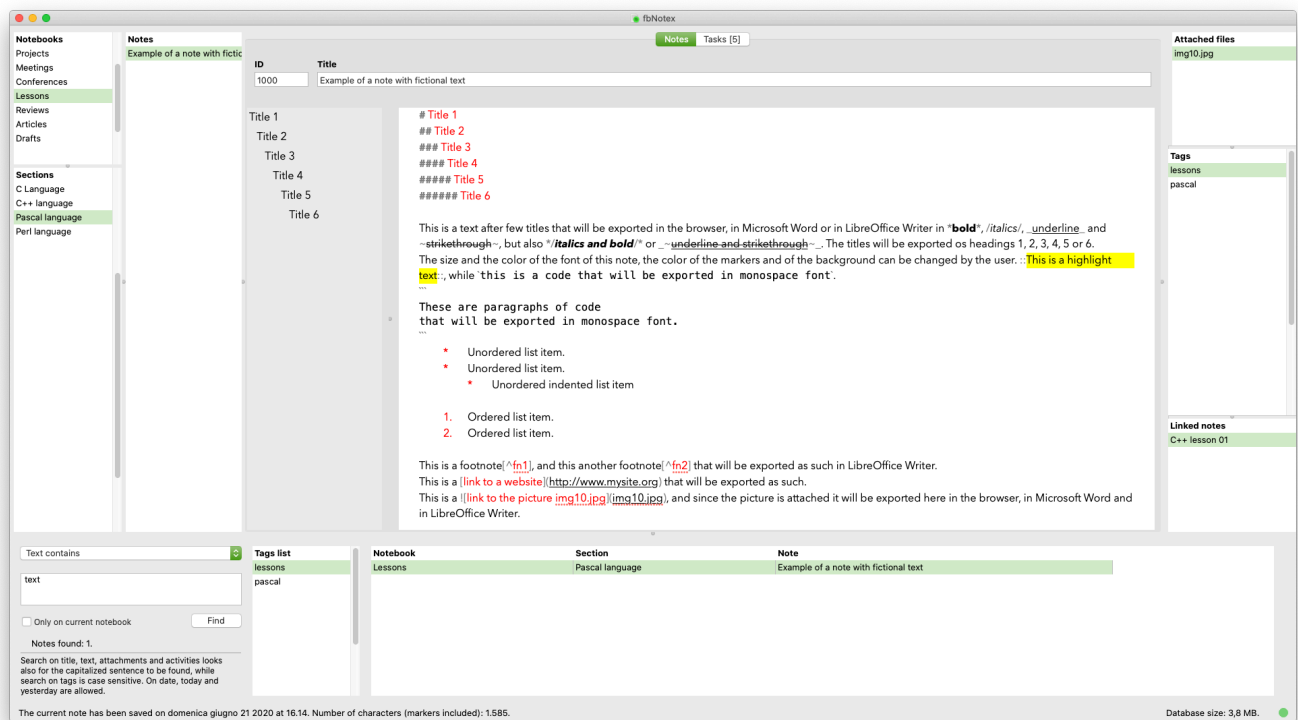 fbNotex
Notebooks
Projects
Meetings
Conferences
Lessons
Reviews
Articles
Drafts
Sections
C Language
C++ language
Pascal language
Perl language
Notes
Example of a note with fictic
Notes Tasks [5]
ID Title
1000 Example of a note with fictional text
Title 1
Title 2
Title 3
Title 4
Title 5
Title 6
# Title 1
## Title 2
### Title 3
#### Title 4
##### Title 5
###### Title 6
This is a text after few titles that will be exported in the browser, in Microsoft Word or in LibreOffice Writer in *bold*, /italics/, _underline_ and
~strikethrough~, but also */italics and bold/* or _~underline and strikethrough~_. The titles will be exported os headings 1, 2, 3, 4, 5 or 6.
The size and the color of the font of this note, the color of the markers and of the background can be changed by the user. ::This is a highlight
text::, while `this is a code that will be exported in monospace font`.
```
These are paragraphs of code
that will be exported in monospace font.
```
* Unordered list item.
* Unordered list item.
* Unordered indented list item
1. Ordered list item.
2. Ordered list item.
This is a footnote[^fn1], and this another footnote[^fn2] that will be exported as such in LibreOffice Writer.
This is a [link to a website](http://www.mysite.org) that will be exported as such.
This is a ![link to the picture img10.jpg](img10.jpg), and since the picture is attached it will be exported here in the browser, in Microsoft Word and
in LibreOffice Writer.
Attached files
img10.jpg
Tags
lessons
pascal
Linked notes
C++ lesson 01
Text contains
text
Only on current notebook
Find
Notes found: 1.
Search on title, text, attachments and activities looks
also for the capitalized sentence to be found, while
search on tags is case sensitive. On date, today and
yesterday are allowed.
Tags list
lessons
pascal
Notebook Section Note
Lessons Pascal language Example of a note with fictional text
The current note has been saved on domenica giugno 21 2020 at 16.14. Number of characters (markers included): 1.585.
Database size: 3,8 MB.